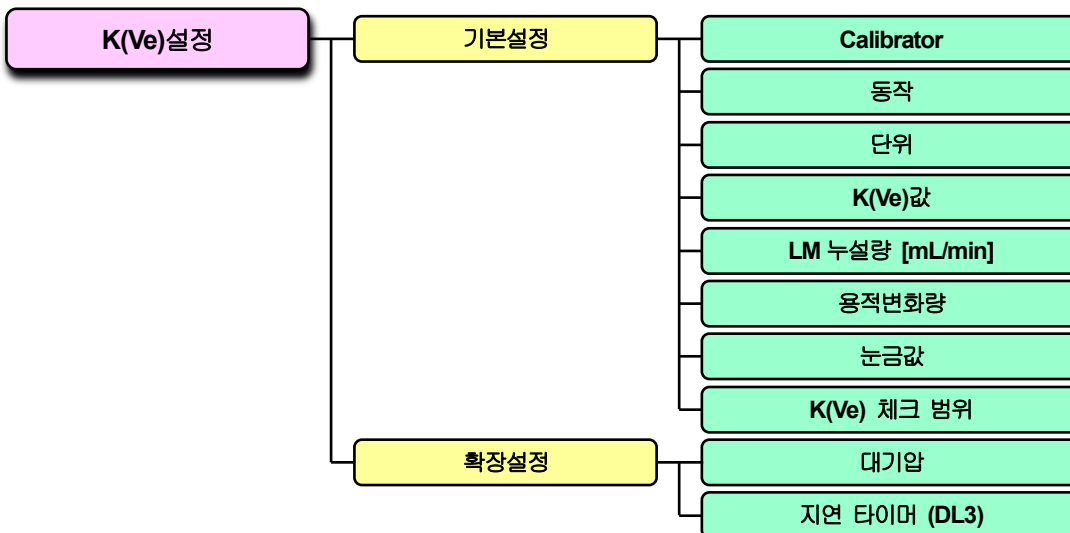 K(Ve)설정
기본설정
Calibrator
동작
단위
K(Ve)값
LM 누설량 [mL/min]
용적변화량
눈금값
K(Ve) 체크 범위
확장설정
대기압
지연 타이머 (DL3)